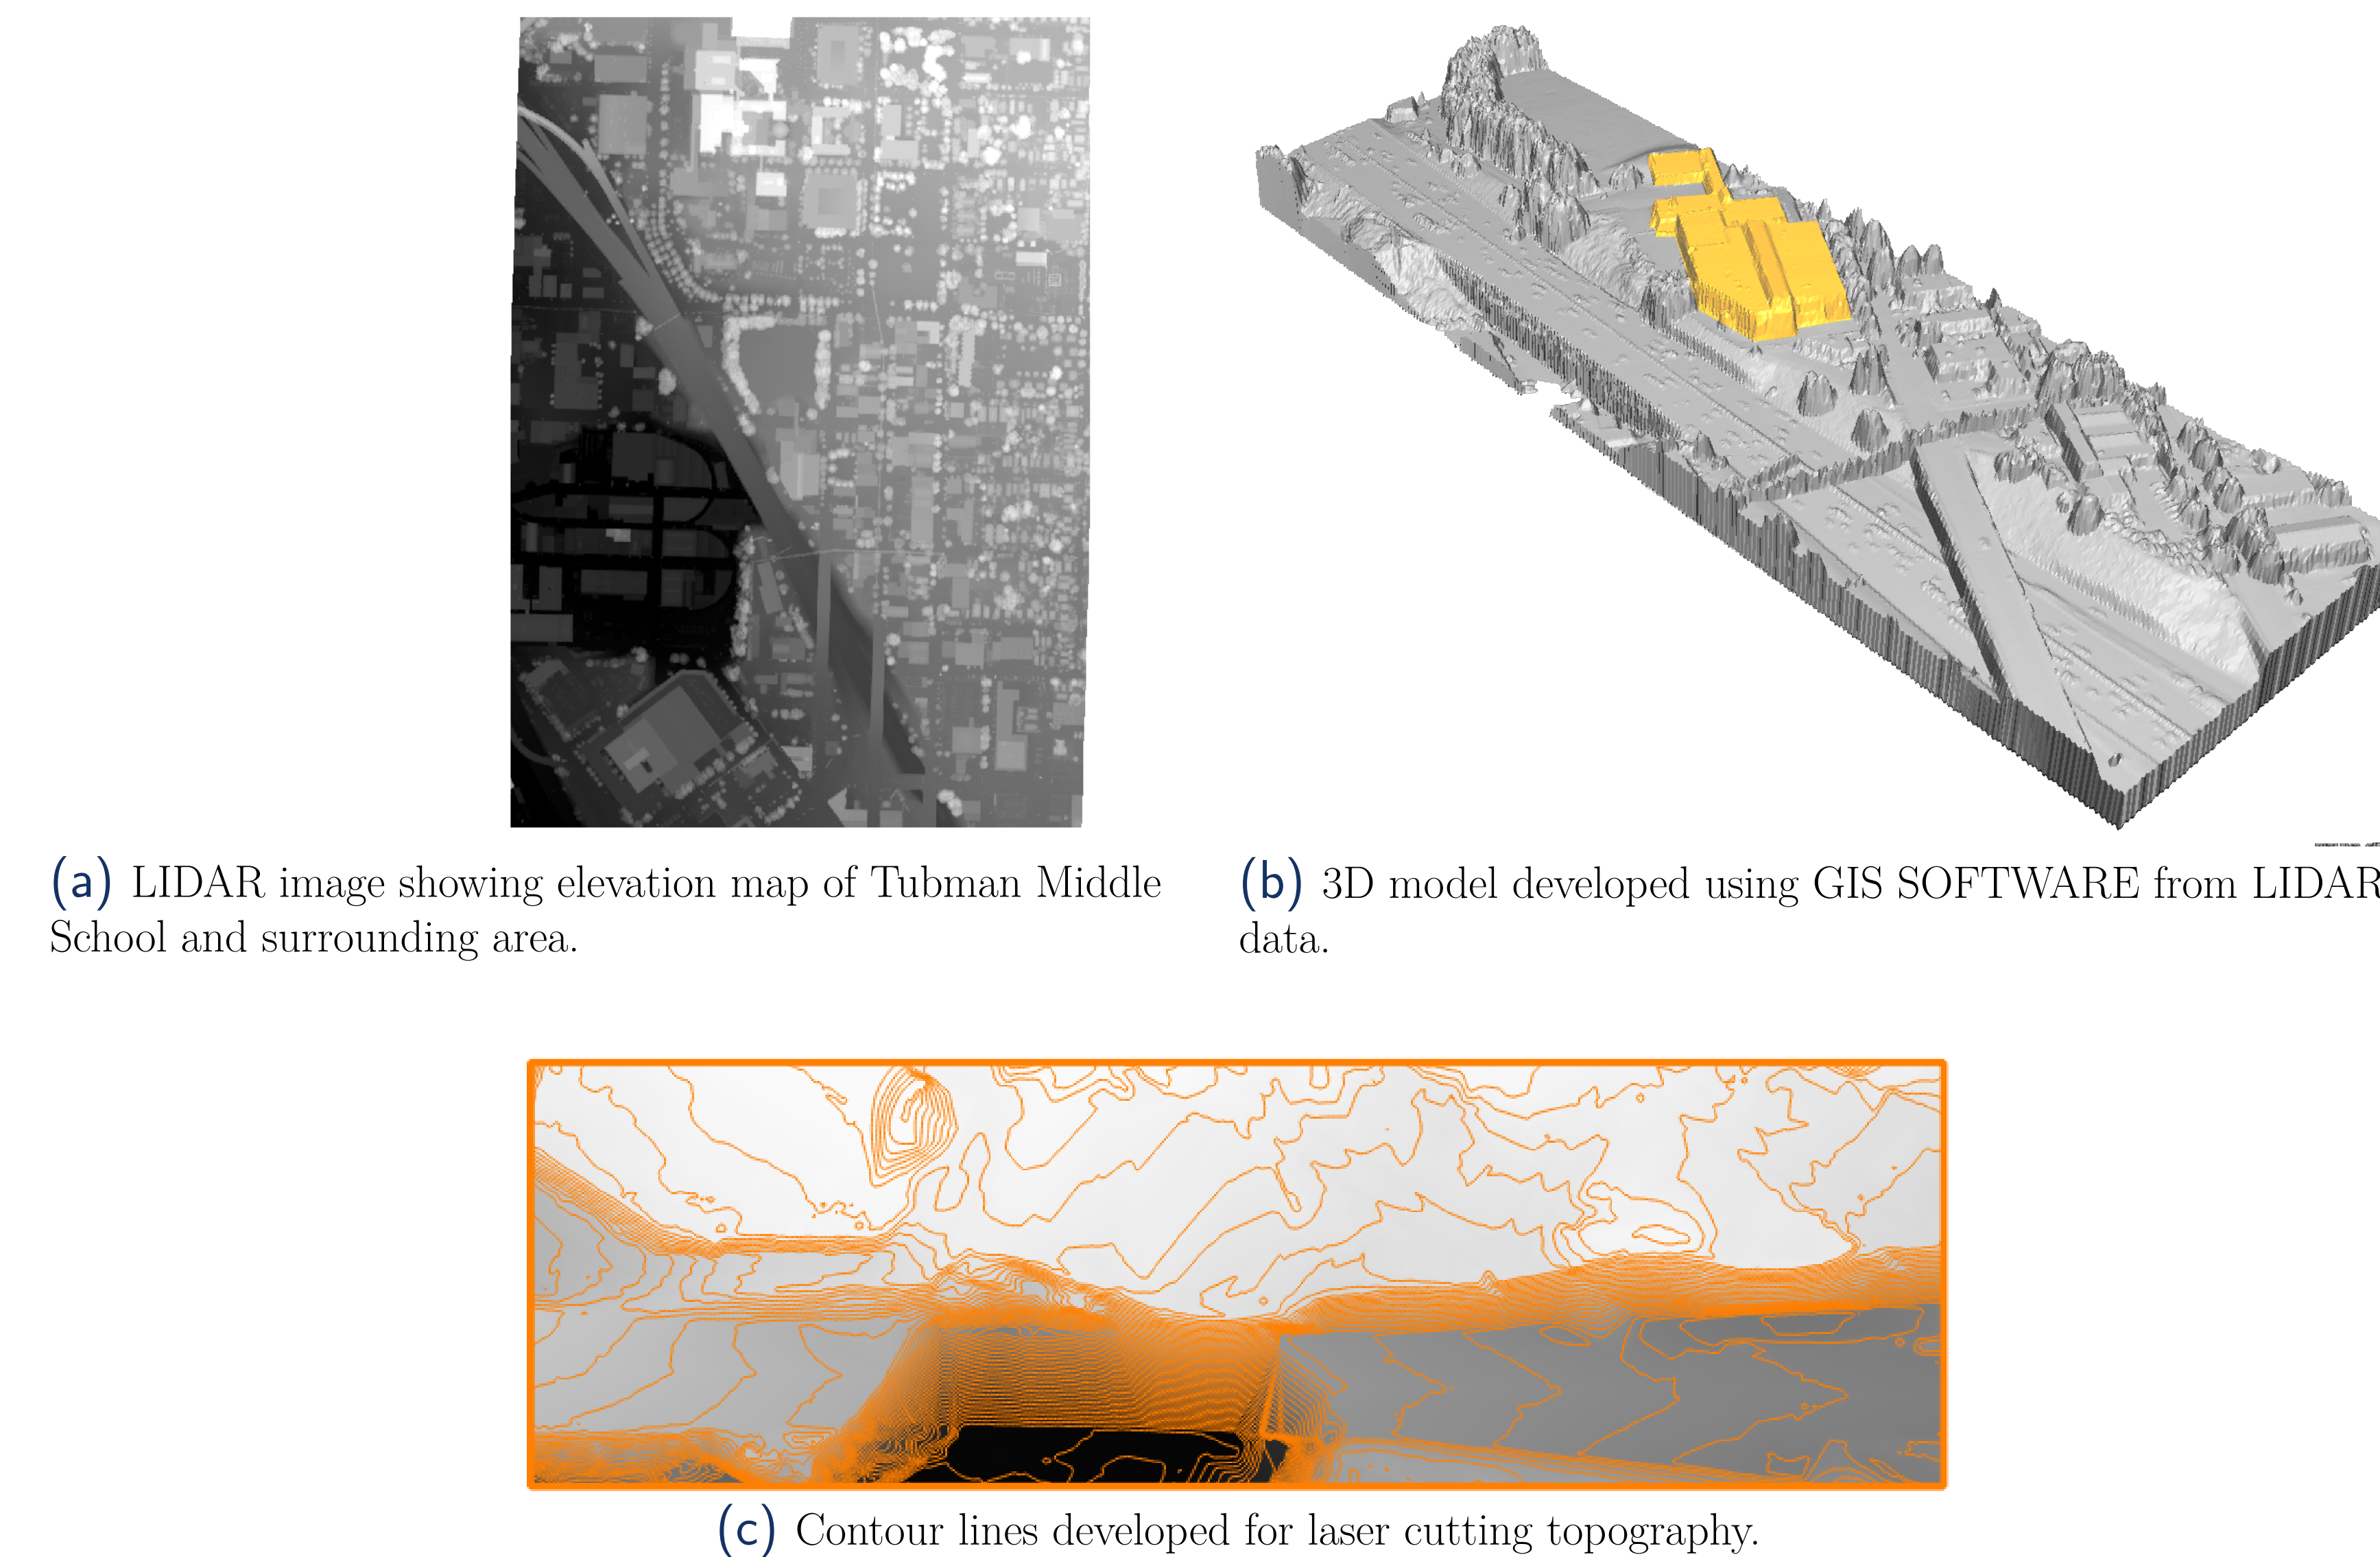 (a) LIDAR image showing elevation map of Tubman Middle
School and surrounding area.
(b) 3D model developed using GIS SOFTWARE from LIDAR
data.
(c) Contour lines developed for laser cutting topography.